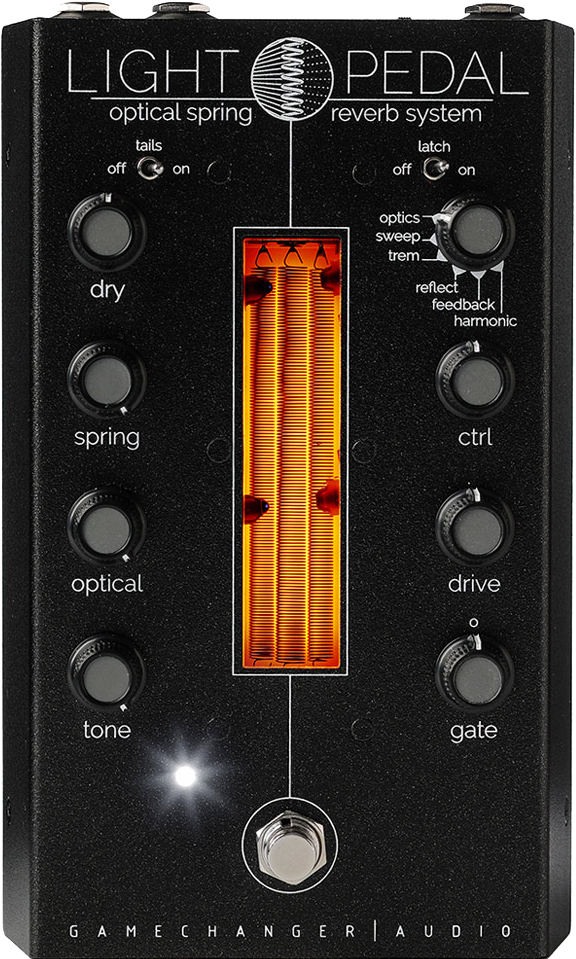 LIGHT PEDAL
optical spring reverb system
tails
off on
latch
off on
dry
optics
sweep
trem
reflect
feedback
harmonic
spring
ctrl
optical
drive
tone
gate
GAMECHANGER | AUDIO